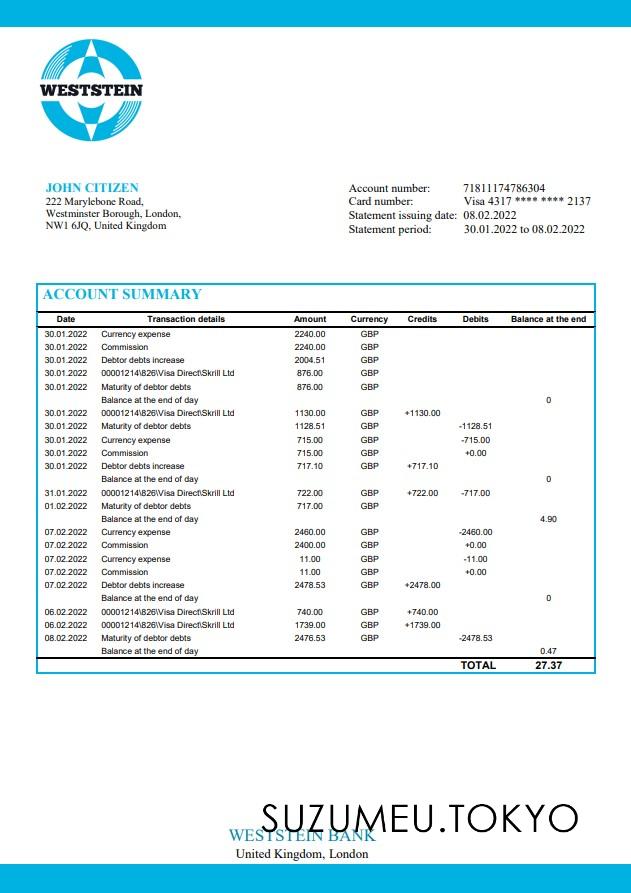 WESTSTEIN
JOHN CITIZEN
222 Marylebone Road,
Westminster Borough, London,
NW1 6JQ, United Kingdom
Account number: 71811174786304
Card number: Visa 4317 **** **** 2137
Statement issuing date: 08.02.2022
Statement period: 30.01.2022 to 08.02.2022
ACCOUNT SUMMARY
Date Transaction details Amount Currency Credits Debits Balance at the end
30.01.2022 Currency expense 2240.00 GBP
30.01.2022 Commission 2240.00 GBP
30.01.2022 Debtor debts increase 2004.51 GBP
30.01.2022 00001214\826\Visa Direct\Skrill Ltd 876.00 GBP
30.01.2022 Maturity of debtor debts 876.00 GBP
Balance at the end of day 0
30.01.2022 00001214\826\Visa Direct\Skrill Ltd 1130.00 GBP +1130.00
30.01.2022 Maturity of debtor debts 1128.51 GBP -1128.51
30.01.2022 Currency expense 715.00 GBP -715.00
30.01.2022 Commission 715.00 GBP +0.00
30.01.2022 Debtor debts increase 717.10 GBP +717.10
Balance at the end of day 0
31.01.2022 00001214\826\Visa Direct\Skrill Ltd 722.00 GBP +722.00 -717.00
01.02.2022 Maturity of debtor debts 717.00 GBP
Balance at the end of day 4.90
07.02.2022 Currency expense 2460.00 GBP -2460.00
07.02.2022 Commission 2400.00 GBP +0.00
07.02.2022 Currency expense 11.00 GBP -11.00
07.02.2022 Commission 11.00 GBP +0.00
07.02.2022 Debtor debts increase 2478.53 GBP +2478.00
Balance at the end of day 0
06.02.2022 00001214\826\Visa Direct\Skrill Ltd 740.00 GBP +740.00
06.02.2022 00001214\826\Visa Direct\Skrill Ltd 1739.00 GBP +1739.00
08.02.2022 Maturity of debtor debts 2476.53 GBP -2478.53
Balance at the end of day 0.47
TOTAL 27.37
SUZUMEU.TOKYO
WESTSTEIN BANK
United Kingdom, London